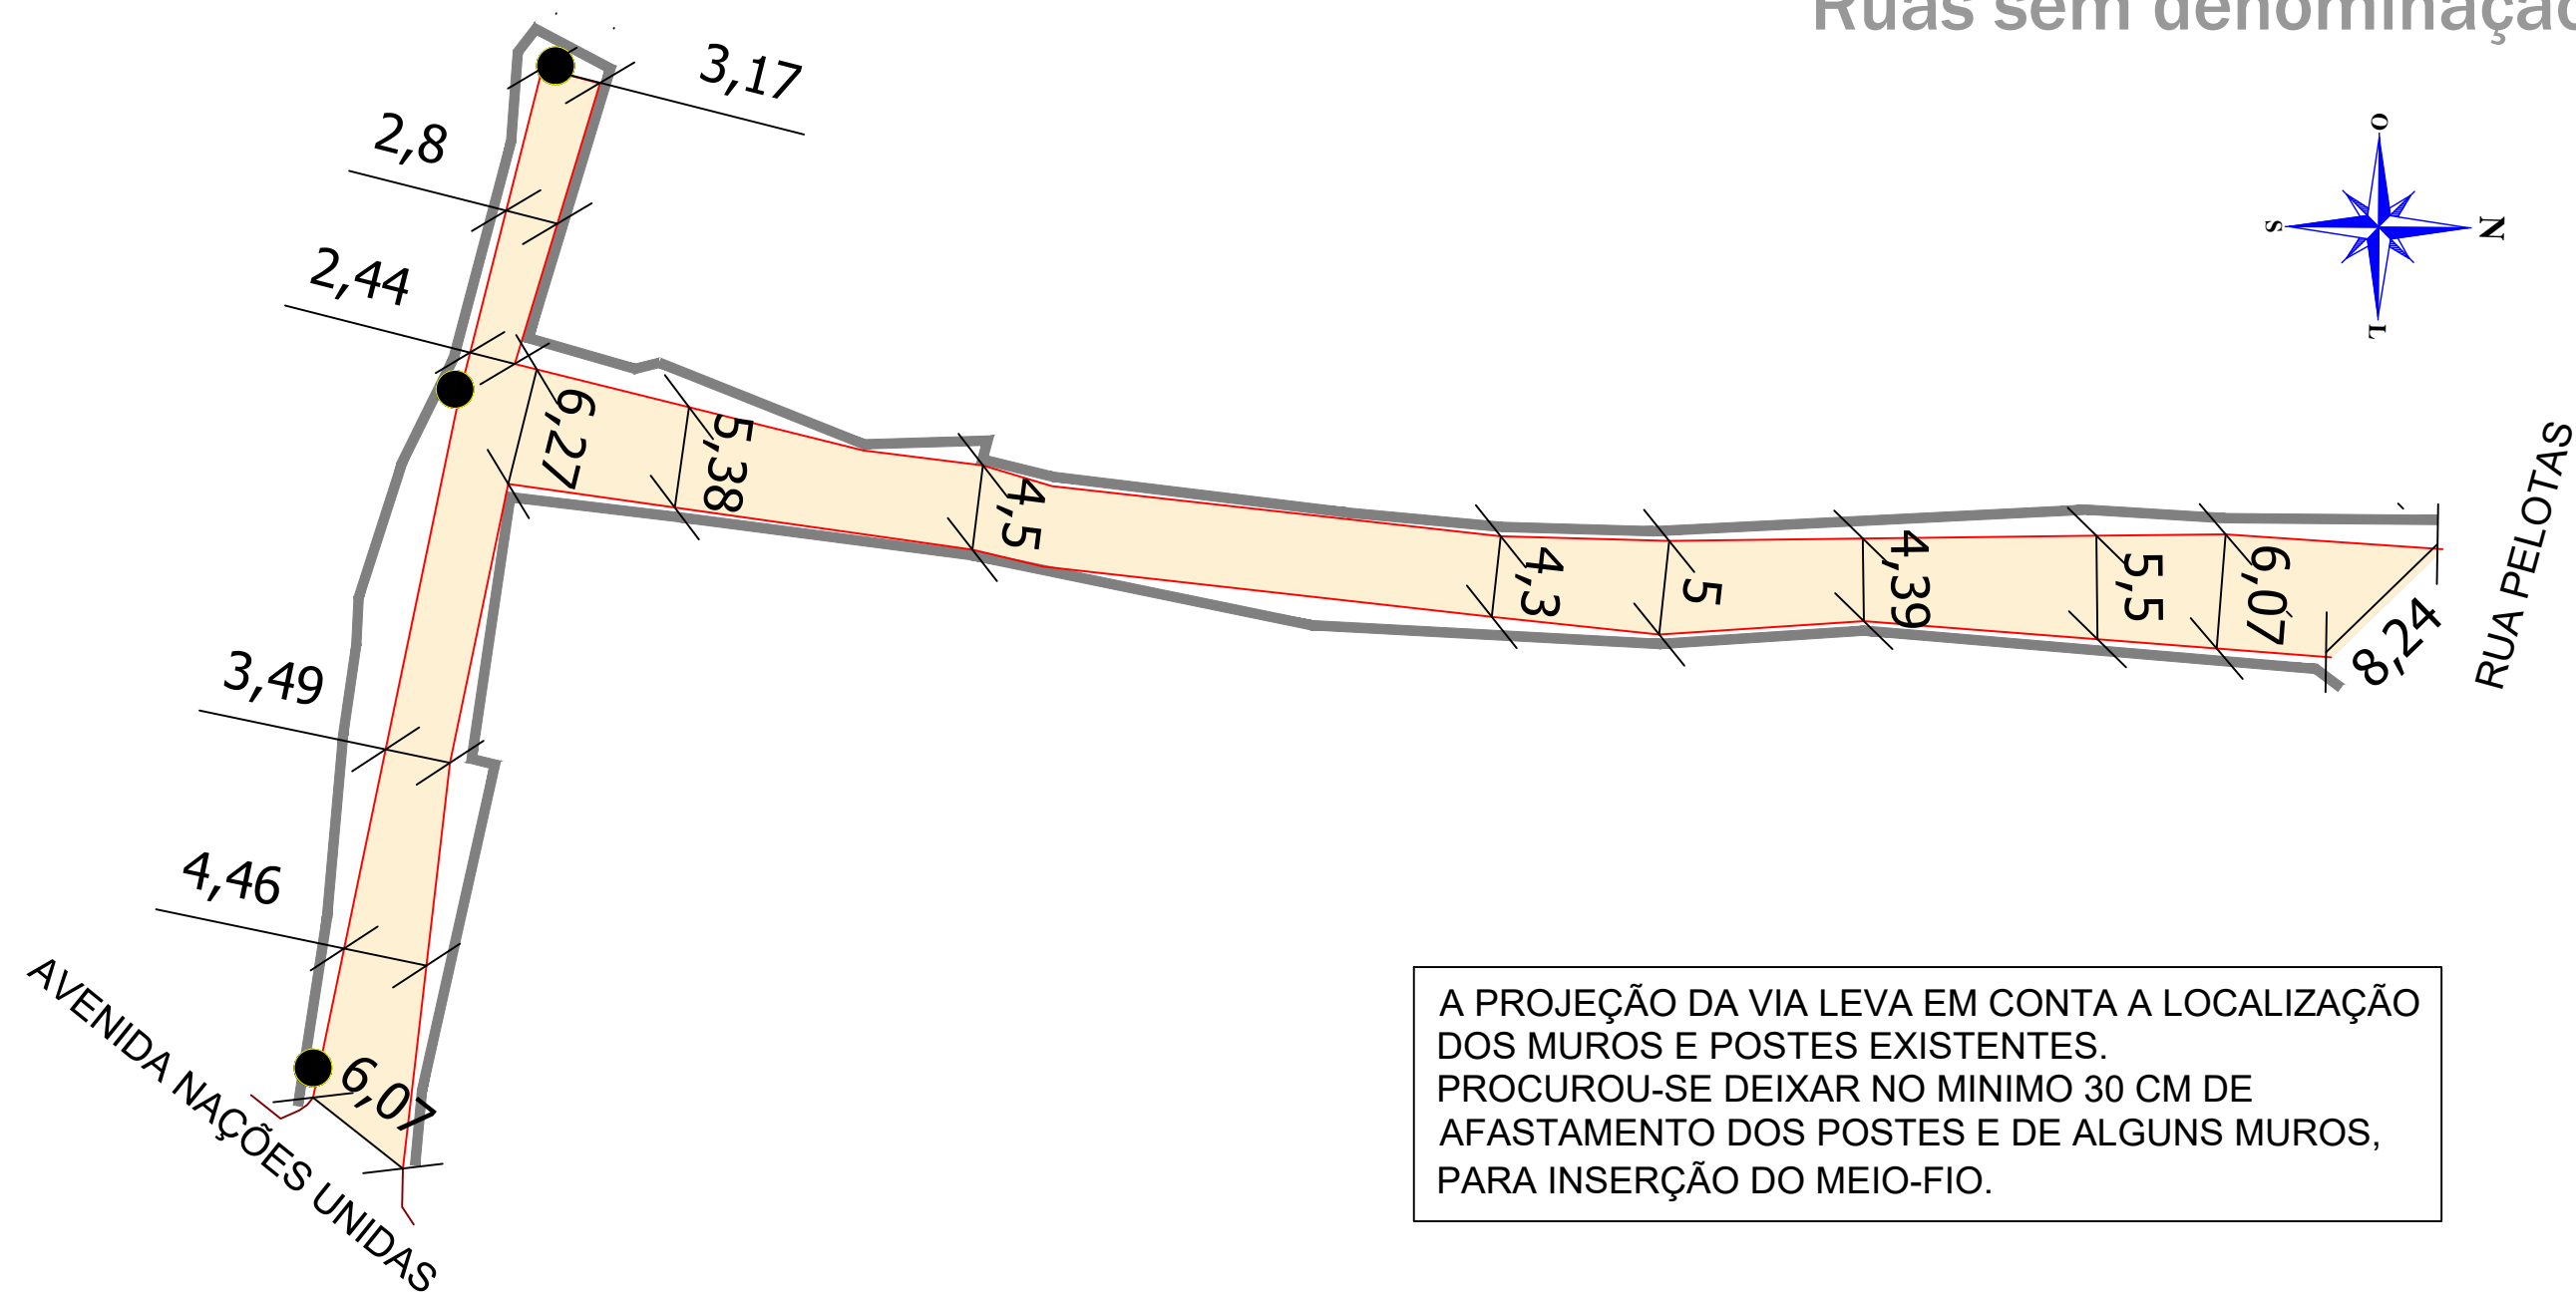 Ruas sem denominação
3,17
2,8
2,44
O
N
S
L
6,27
5,38
4,5
4,3
5
4,39
5,5
6,07
8,24
RUA PELOTAS
3,49
4,46
6,07
AVENIDA NAÇÕES UNIDAS
A PROJEÇÃO DA VIA LEVA EM CONTA A LOCALIZAÇÃO
DOS MUROS E POSTES EXISTENTES.
PROCUROU-SE DEIXAR NO MINIMO 30 CM DE
AFASTAMENTO DOS POSTES E DE ALGUNS MUROS,
PARA INSERÇÃO DO MEIO-FIO.